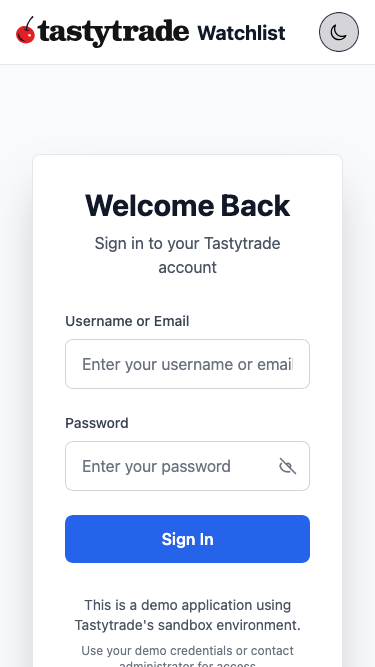 tastytrade Watchlist
Welcome Back
Sign in to your Tastytrade
account
Username or Email
Enter your username or email
Password
Enter your password
Sign In
This is a demo application using
Tastytrade's sandbox environment.
Use your demo credentials or contact
administrator for access